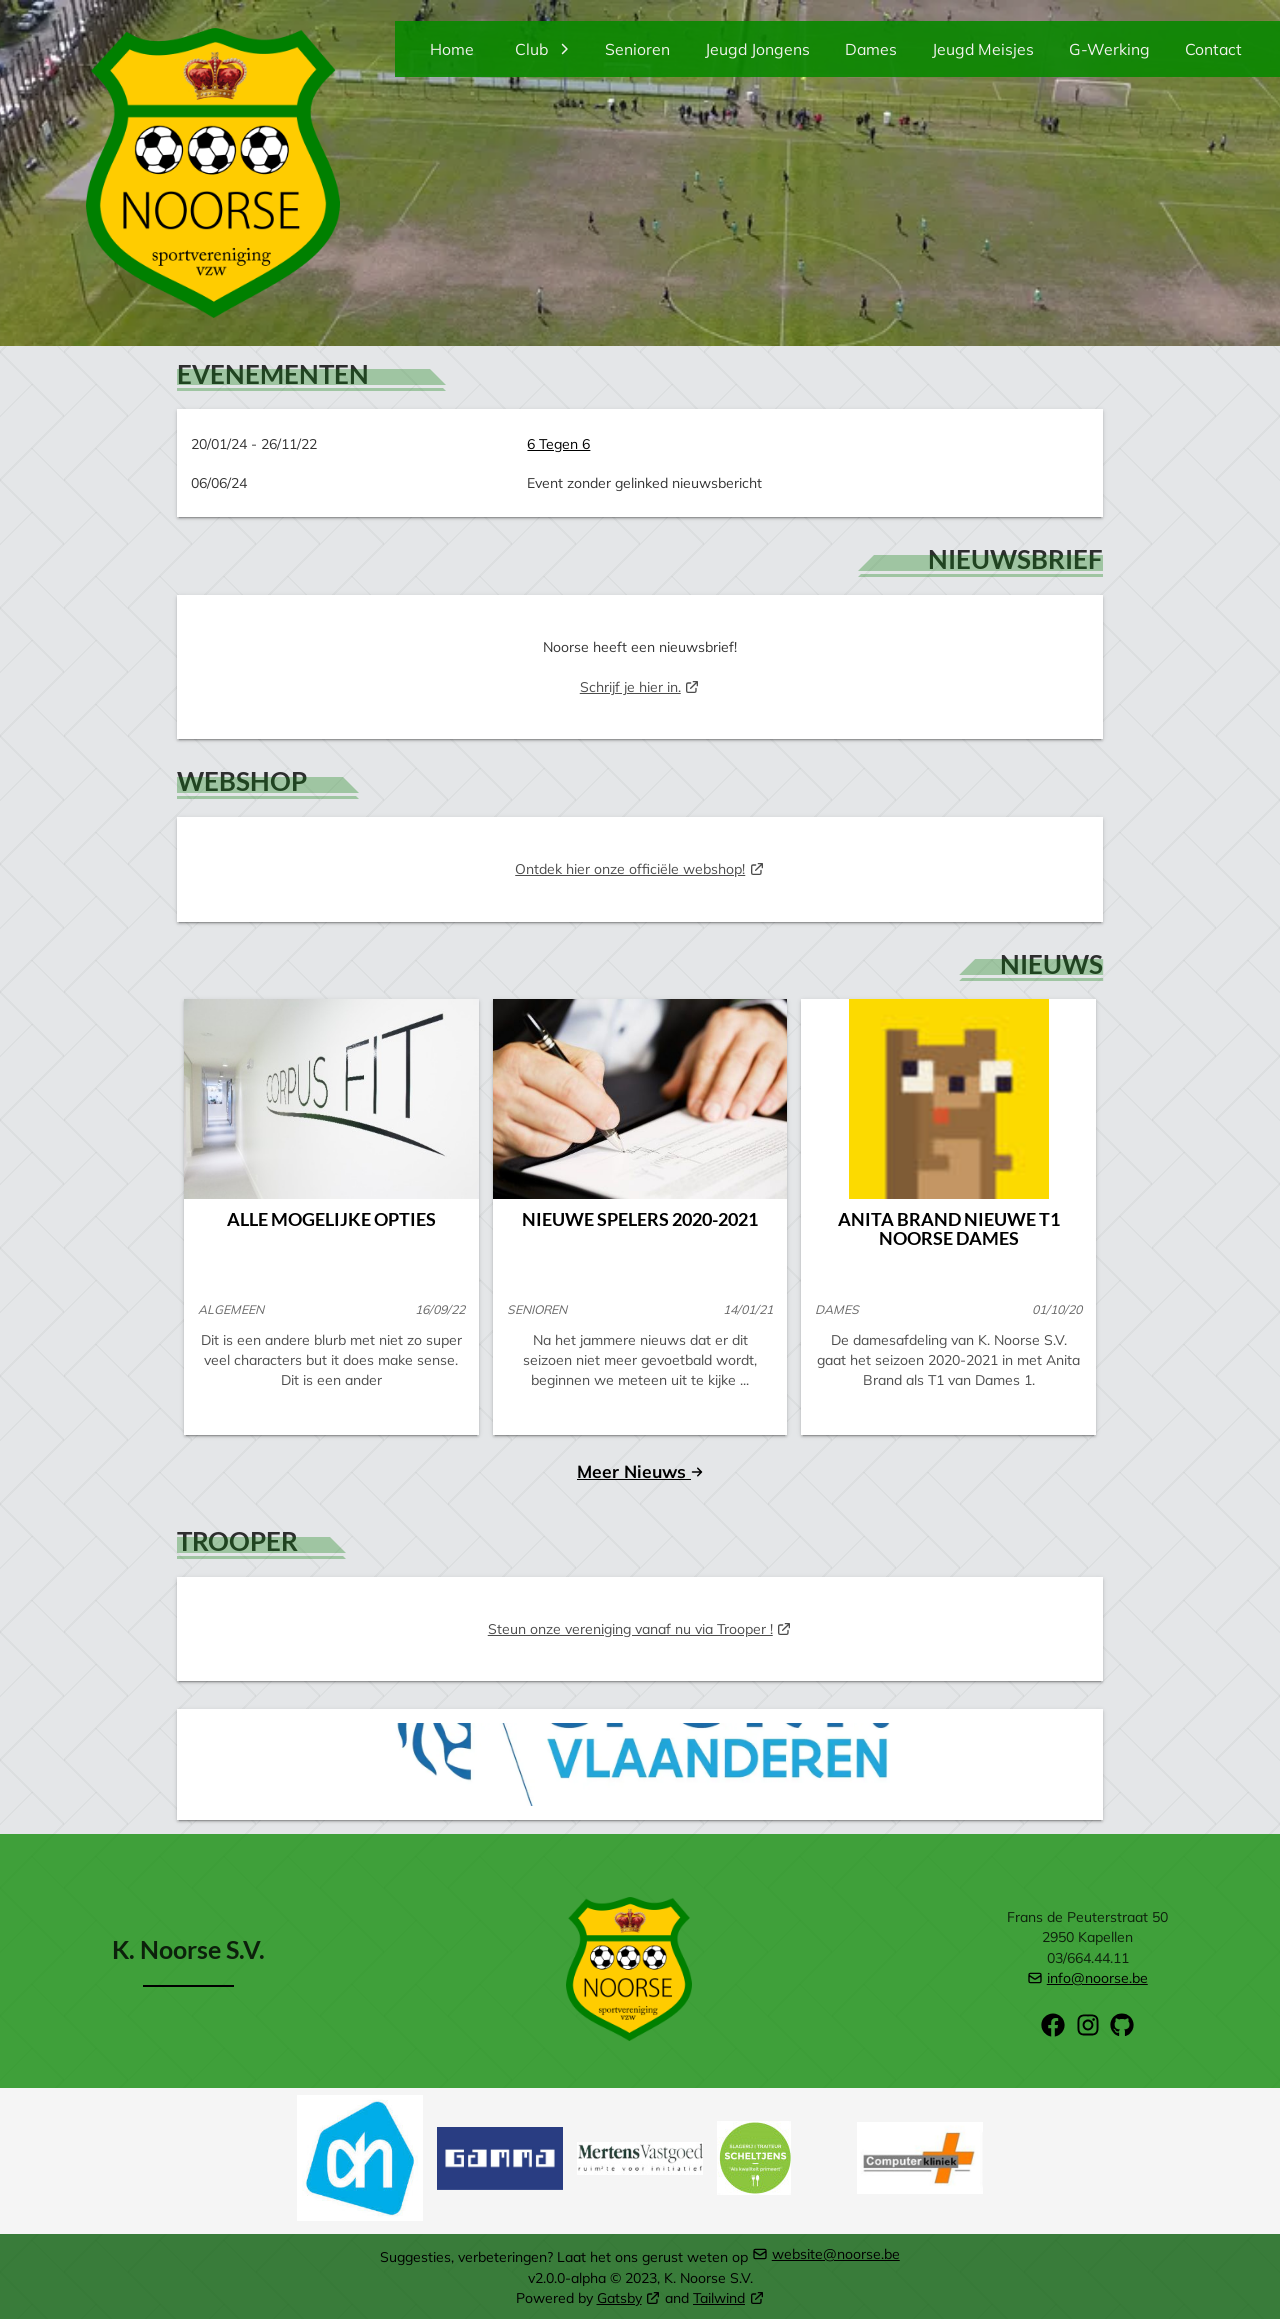 Home Club Senioren Jeugd Jongens Dames Jeugd Meisjes G-Werking Contact
NOORSE
sportvereniging
vzw
EVENEMENTEN
20/01/24 - 26/11/22 6 Tegen 6
06/06/24 Event zonder gelinked nieuwsbericht
NIEUWSBRIEF
Noorse heeft een nieuwsbrief!
Schrijf je hier in.
WEBSHOP
Ontdek hier onze officiële webshop!
NIEUWS
CORPUS FIT
ALLE MOGELIJKE OPTIES
ALGEMEEN 16/09/22
Dit is een andere blurb met niet zo super
veel characters but it does make sense.
Dit is een ander
NIEUWE SPELERS 2020-2021
SENIOREN 14/01/21
Na het jammere nieuws dat er dit
seizoen niet meer gevoetbald wordt,
beginnen we meteen uit te kijke ...
ANITA BRAND NIEUWE T1
NOORSE DAMES
DAMES 01/10/20
De damesafdeling van K. Noorse S.V.
gaat het seizoen 2020-2021 in met Anita
Brand als T1 van Dames 1.
Meer Nieuws
TROOPER
Steun onze vereniging vanaf nu via Trooper !
VLAANDEREN
K. Noorse S.V.
NOORSE
sportvereniging
vzw
Frans de Peuterstraat 50
2950 Kapellen
03/664.44.11
info@noorse.be
GAMMA
MertensVastgoed
ruimte voor initiatief
SLAGERIJ | TRAITEUR
SCHELTJENS
Computer kliniek
Suggesties, verbeteringen? Laat het ons gerust weten op website@noorse.be
v2.0.0-alpha © 2023, K. Noorse S.V.
Powered by Gatsby and Tailwind